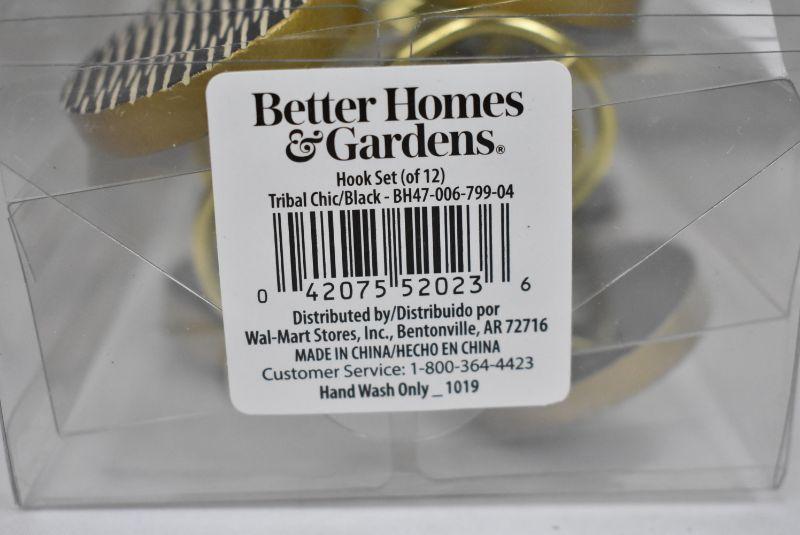 Better Homes
& Gardens®
Hook Set (of 12)
Tribal Chic/Black - BH47-006-799-04
0 42075 52023 6
Distributed by/Distribuido por
Wal-Mart Stores, Inc., Bentonville, AR 72716
MADE IN CHINA/HECHO EN CHINA
Customer Service: 1-800-364-4423
Hand Wash Only _ 1019